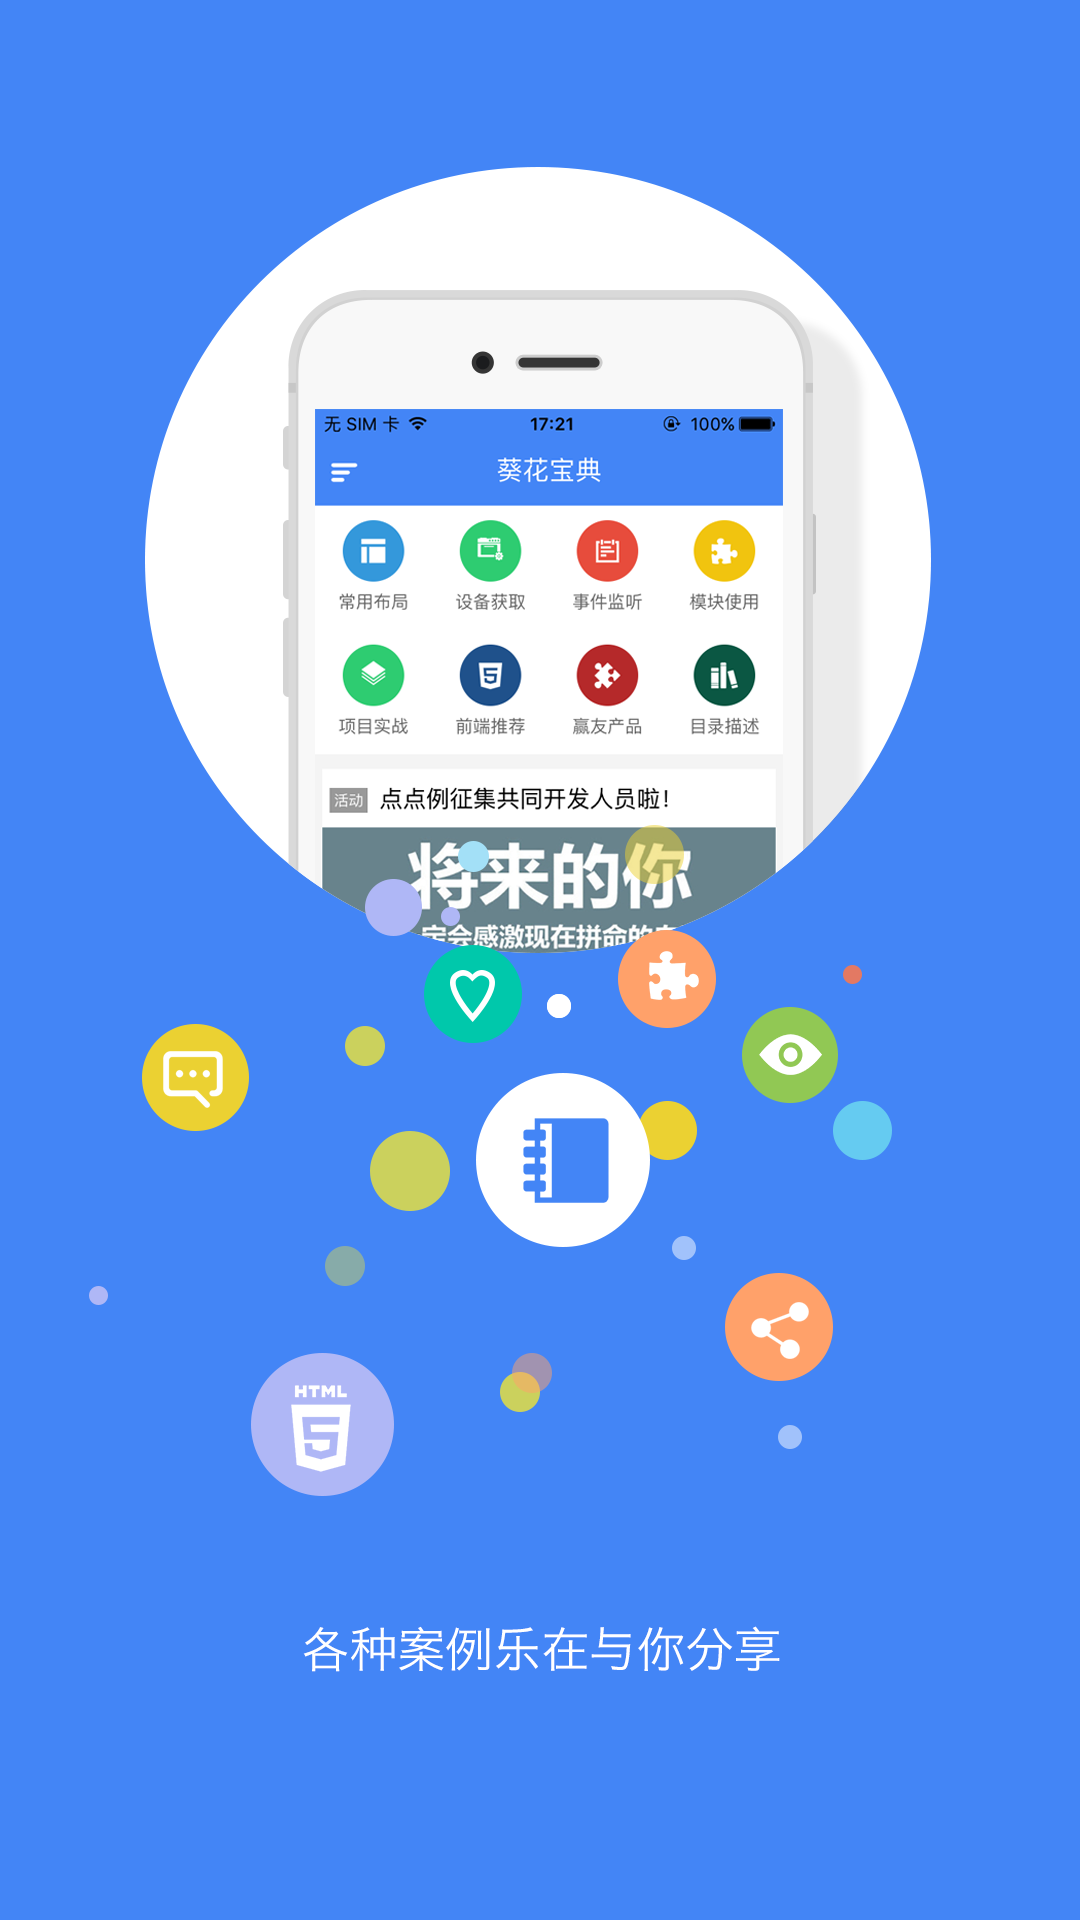 无 SIM 卡 17:21 100%
葵花宝典
常用布局 设备获取 事件监听 模块使用
项目实战 前端推荐 赢友产品 目录描述
活动 点点例征集共同开发人员啦!
将来的你
定会感激现在拼命的自
HTML
各种案例乐在与你分享